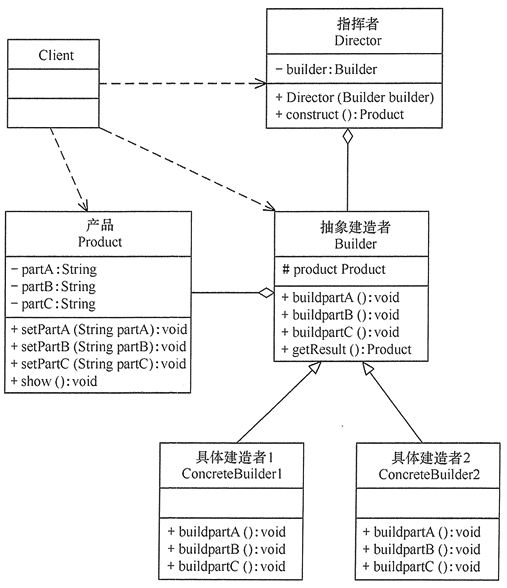 Client
指挥者
Director
− builder:Builder
+ Director(Builder builder)
+ construct():Product
产品
Product
− partA:String
− partB:String
− partC:String
+ setPartA(String partA):void
+ setPartB(String partB):void
+ setPartC(String partC):void
+ show():void
抽象建造者
Builder
# product Product
+ buildpartA():void
+ buildpartB():void
+ buildpartC():void
+ getResult():Product
具体建造者1
ConcreteBuilder1
+ buildpartA():void
+ buildpartB():void
+ buildpartC():void
具体建造者2
ConcreteBuilder2
+ buildpartA():void
+ buildpartB():void
+ buildpartC():void